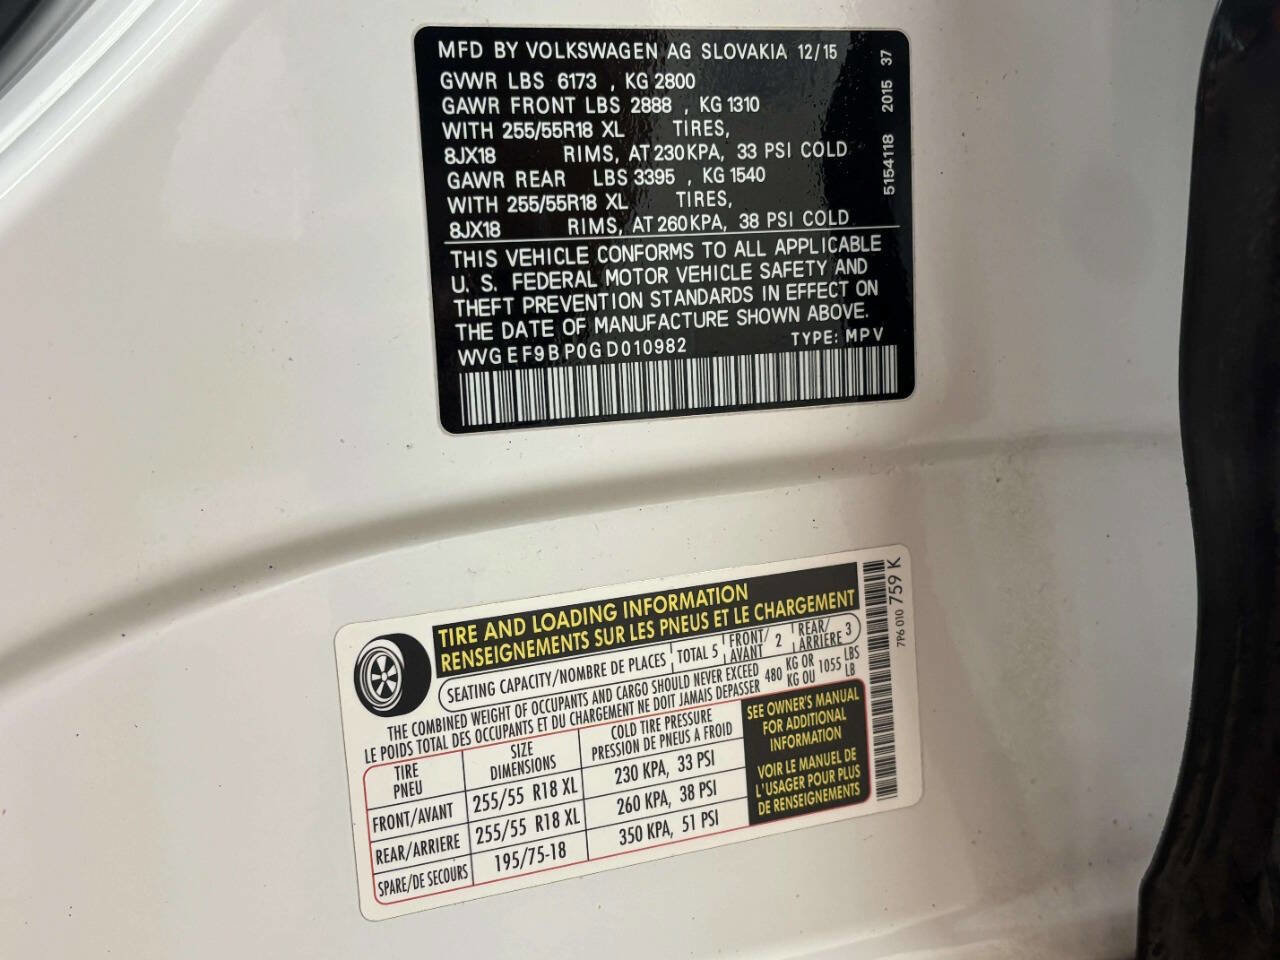 MFD BY VOLKSWAGEN AG SLOVAKIA 12/15
GVWR LBS 6173 , KG 2800
GAWR FRONT LBS 2888 , KG 1310
WITH 255/55R18 XL TIRES,
8JX18 RIMS, AT 230KPA, 33 PSI COLD
GAWR REAR LBS 3395 , KG 1540
WITH 255/55R18 XL TIRES,
8JX18 RIMS, AT 260KPA, 38 PSI COLD
THIS VEHICLE CONFORMS TO ALL APPLICABLE
U. S. FEDERAL MOTOR VEHICLE SAFETY AND
THEFT PREVENTION STANDARDS IN EFFECT ON
THE DATE OF MANUFACTURE SHOWN ABOVE.
WVGEF9BP0GD010982 TYPE: MPV
5154118 2015 37
TIRE AND LOADING INFORMATION
RENSEIGNEMENTS SUR LES PNEUS ET LE CHARGEMENT
SEATING CAPACITY/NOMBRE DE PLACES TOTAL 5 FRONT/AVANT 2 REAR/ARRIERE 3
THE COMBINED WEIGHT OF OCCUPANTS AND CARGO SHOULD NEVER EXCEED 480 KG OR 1055 LBS
LE POIDS TOTAL DES OCCUPANTS ET DU CHARGEMENT NE DOIT JAMAIS DEPASSER KG OU LB
TIRE PNEU SIZE DIMENSIONS COLD TIRE PRESSURE PRESSION DE PNEUS A FROID
FRONT/AVANT 255/55 R18 XL 230 KPA, 33 PSI
REAR/ARRIERE 255/55 R18 XL 260 KPA, 38 PSI
SPARE/DE SECOURS 195/75-18 350 KPA, 51 PSI
SEE OWNER'S MANUAL
FOR ADDITIONAL
INFORMATION
VOIR LE MANUEL DE
L'USAGER POUR PLUS
DE RENSEIGNEMENTS
7P6 010 759 K